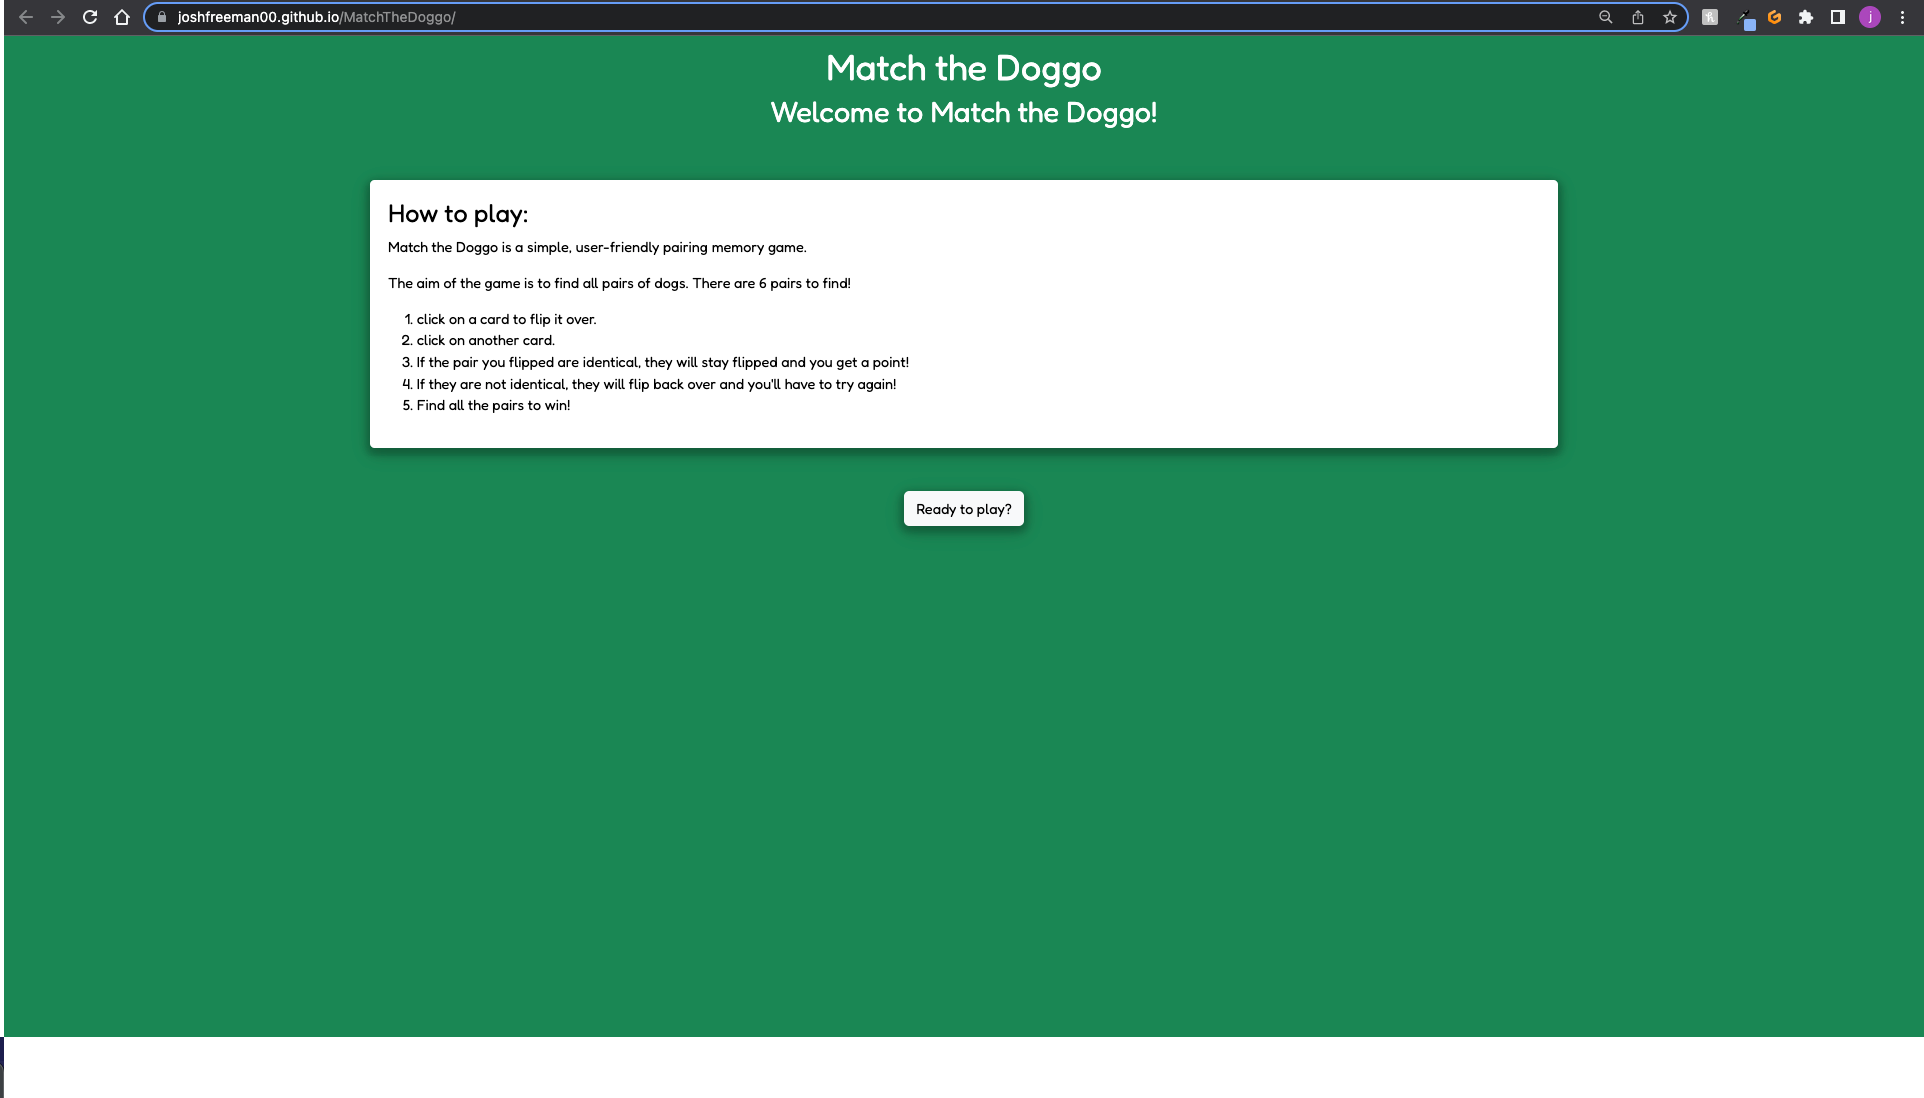 joshfreeman00.github.io/MatchTheDoggo/
j
Match the Doggo
Welcome to Match the Doggo!
How to play:
Match the Doggo is a simple, user-friendly pairing memory game.
The aim of the game is to find all pairs of dogs. There are 6 pairs to find!
1. click on a card to flip it over.
2. click on another card.
3. If the pair you flipped are identical, they will stay flipped and you get a point!
4. If they are not identical, they will flip back over and you'll have to try again!
5. Find all the pairs to win!
Ready to play?